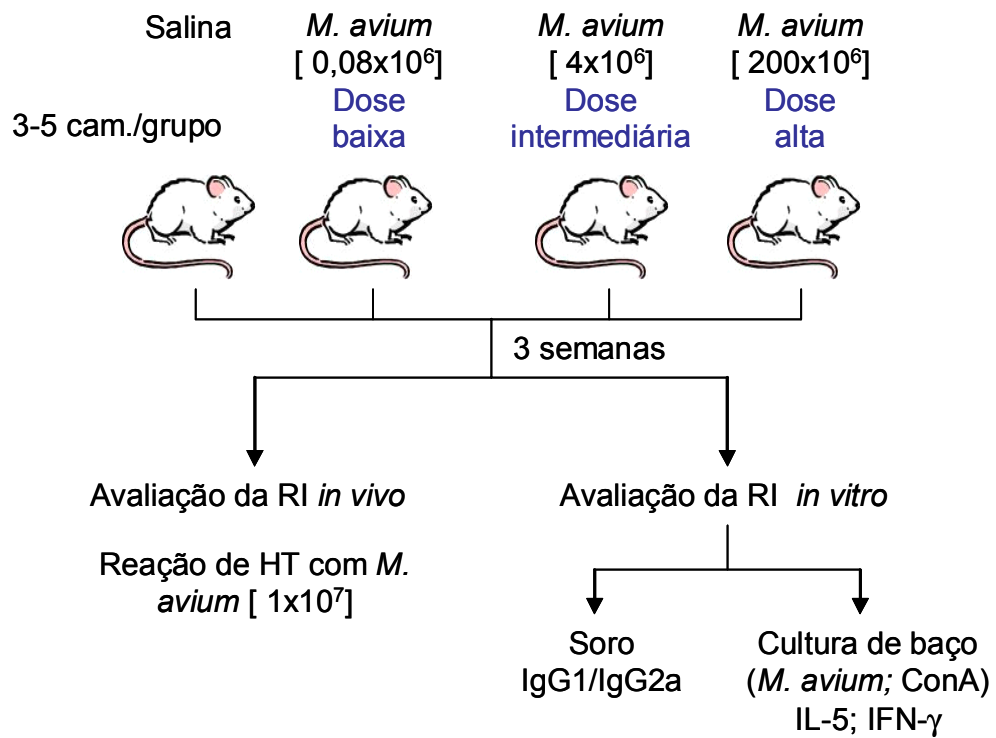 Salina
M. avium
[ 0,08x10⁶]
Dose
baixa
M. avium
[ 4x10⁶]
Dose
intermediária
M. avium
[ 200x10⁶]
Dose
alta
3-5 cam./grupo
3 semanas
Avaliação da RI in vivo
Reação de HT com M.
avium [ 1x10⁷]
Avaliação da RI in vitro
Soro
IgG1/IgG2a
Cultura de baço
(M. avium; ConA)
IL-5; IFN-γ